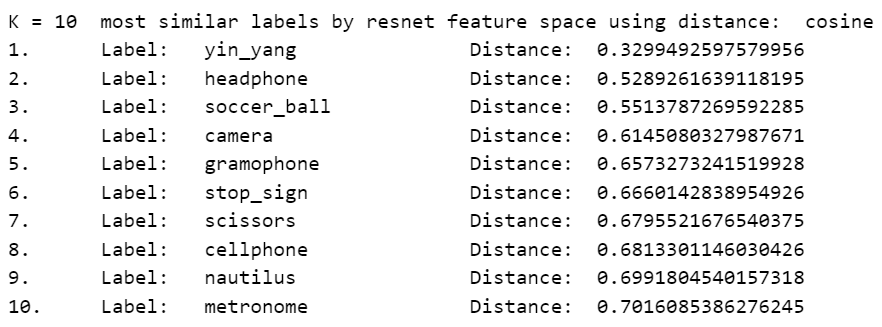 K = 10  most similar labels by resnet feature space using distance:  cosine
1.      Label:   yin_yang                Distance:  0.3299492597579956
2.      Label:   headphone               Distance:  0.5289261639118195
3.      Label:   soccer_ball             Distance:  0.5513787269592285
4.      Label:   camera                  Distance:  0.6145080327987671
5.      Label:   gramophone              Distance:  0.6573273241519928
6.      Label:   stop_sign               Distance:  0.6660142838954926
7.      Label:   scissors                Distance:  0.6795521676540375
8.      Label:   cellphone               Distance:  0.6813301146030426
9.      Label:   nautilus                Distance:  0.6991804540157318
10.     Label:   metronome               Distance:  0.7016085386276245